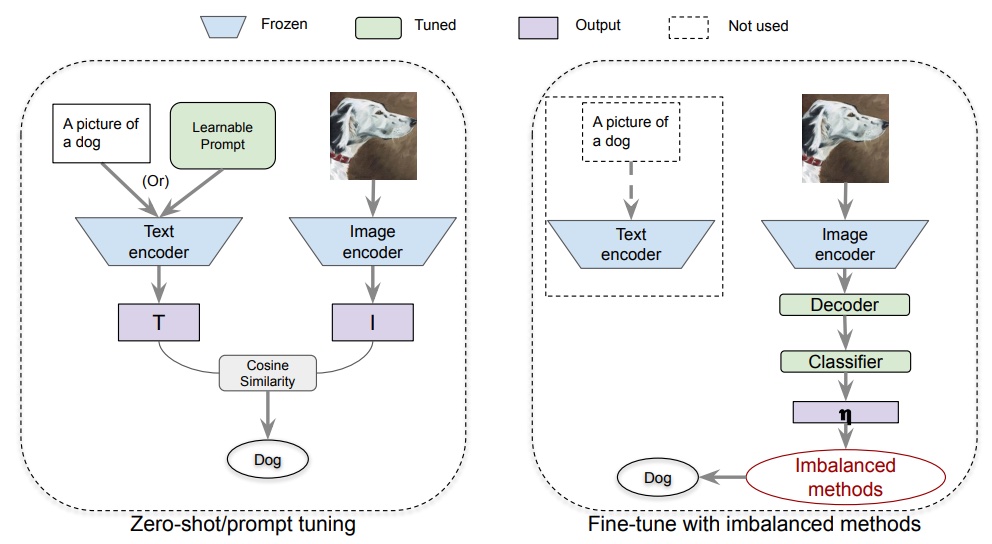 Frozen
Tuned
Output
Not used
A picture of
a dog
Learnable
Prompt
(Or)
Text
encoder
Image
encoder
T
I
Cosine
Similarity
Dog
Zero-shot/prompt tuning
A picture of
a dog
Text
encoder
Image
encoder
Decoder
Classifier
η
Imbalanced
methods
Dog
Fine-tune with imbalanced methods